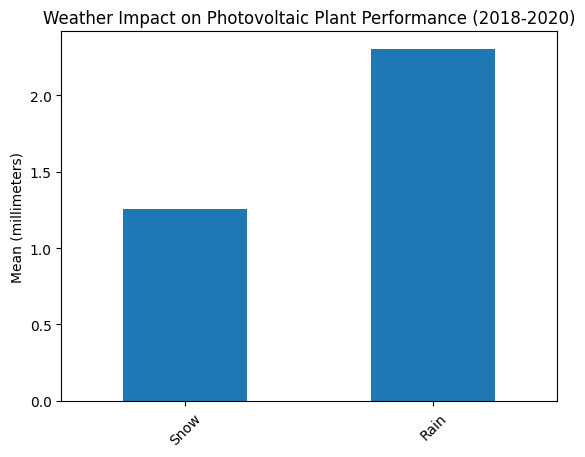 Weather Impact on Photovoltaic Plant Performance (2018-2020)
Mean (millimeters)
2.0
1.5
1.0
0.5
0.0
Snow
Rain